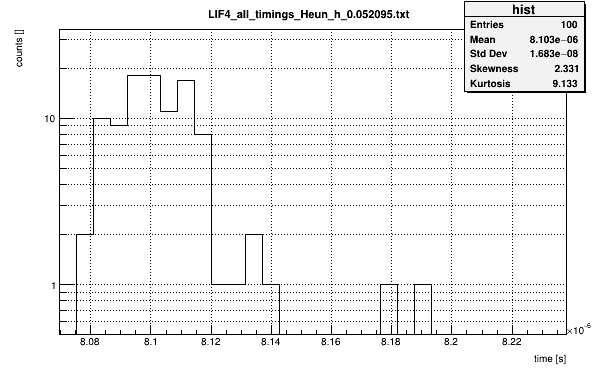 LIF4_all_timings_Heun_h_0.052095.txt
hist
Entries 100
Mean 8.103e−06
Std Dev 1.683e−08
Skewness 2.331
Kurtosis 9.133
counts []
10
1
8.08 8.1 8.12 8.14 8.16 8.18 8.2 8.22
×10⁻⁶
time [s]